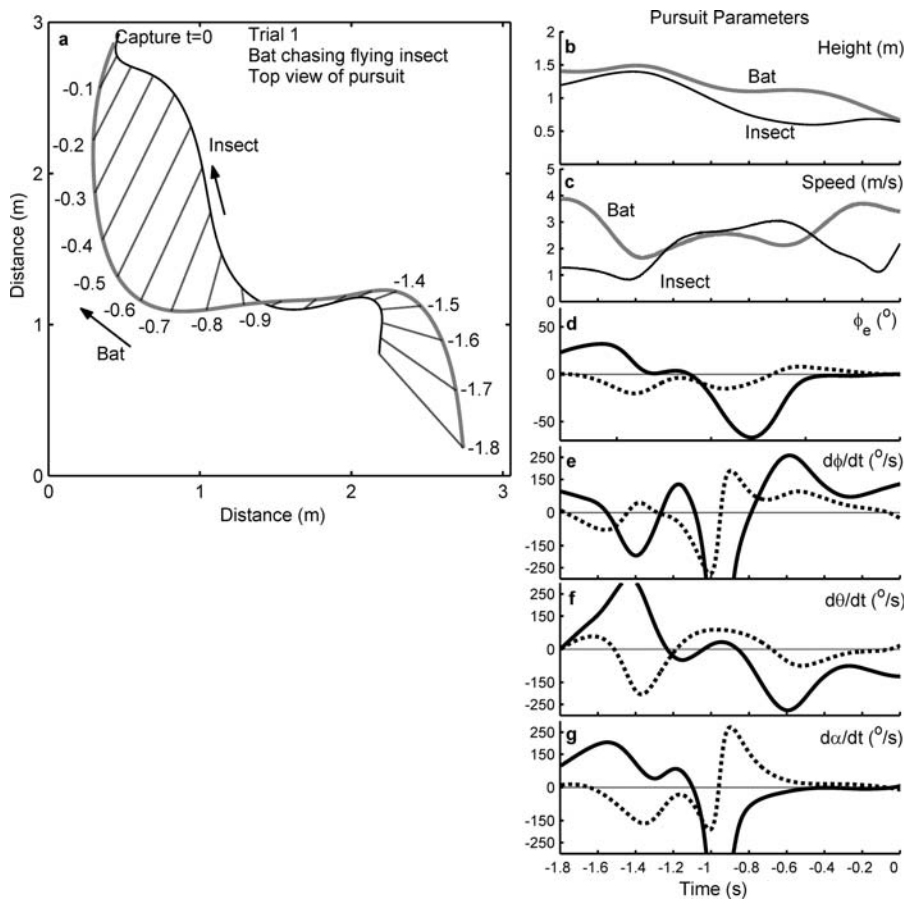 a
Capture t=0
Trial 1
Bat chasing flying insect
Top view of pursuit
3
2
1
0
Distance (m)
-0.1
-0.2
-0.3
-0.4
-0.5
-0.6
-0.7
-0.8
-0.9
Insect
Bat
-1.4
-1.5
-1.6
-1.7
-1.8
0 1 2 3
Distance (m)
Pursuit Parameters
b
Height (m)
2
1.5
1
0.5
Bat
Insect
c
Speed (m/s)
5
4
3
2
1
0
Bat
Insect
d
ϕ_e (°)
50
0
-50
e
dϕ/dt (°/s)
250
150
0
-150
-250
f
dθ/dt (°/s)
250
150
0
-150
-250
g
dα/dt (°/s)
250
150
0
-150
-250
-1.8 -1.6 -1.4 -1.2 -1 -0.8 -0.6 -0.4 -0.2 0
Time (s)